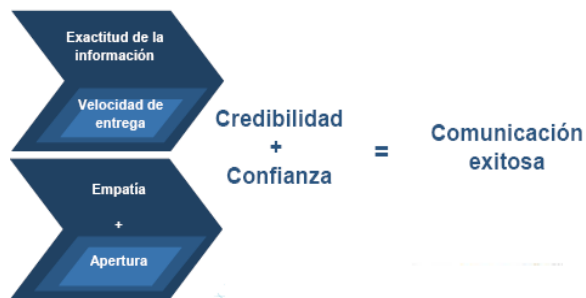 Exactitud de la
información
Velocidad de
entrega
Empatía
+
Apertura
Credibilidad
+
Confianza
=
Comunicación
exitosa